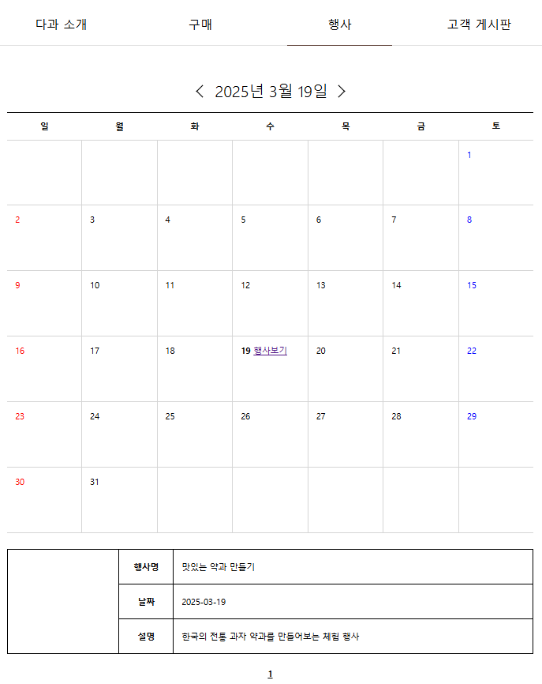 다과 소개 구매 행사 고객 게시판
< 2025년 3월 19일 >
일 월 화 수 목 금 토
1
2 3 4 5 6 7 8
9 10 11 12 13 14 15
16 17 18 19 행사보기 20 21 22
23 24 25 26 27 28 29
30 31
행사명 맛있는 약과 만들기
날짜 2025-03-19
설명 한국의 전통 과자 약과를 만들어보는 체험 행사
1